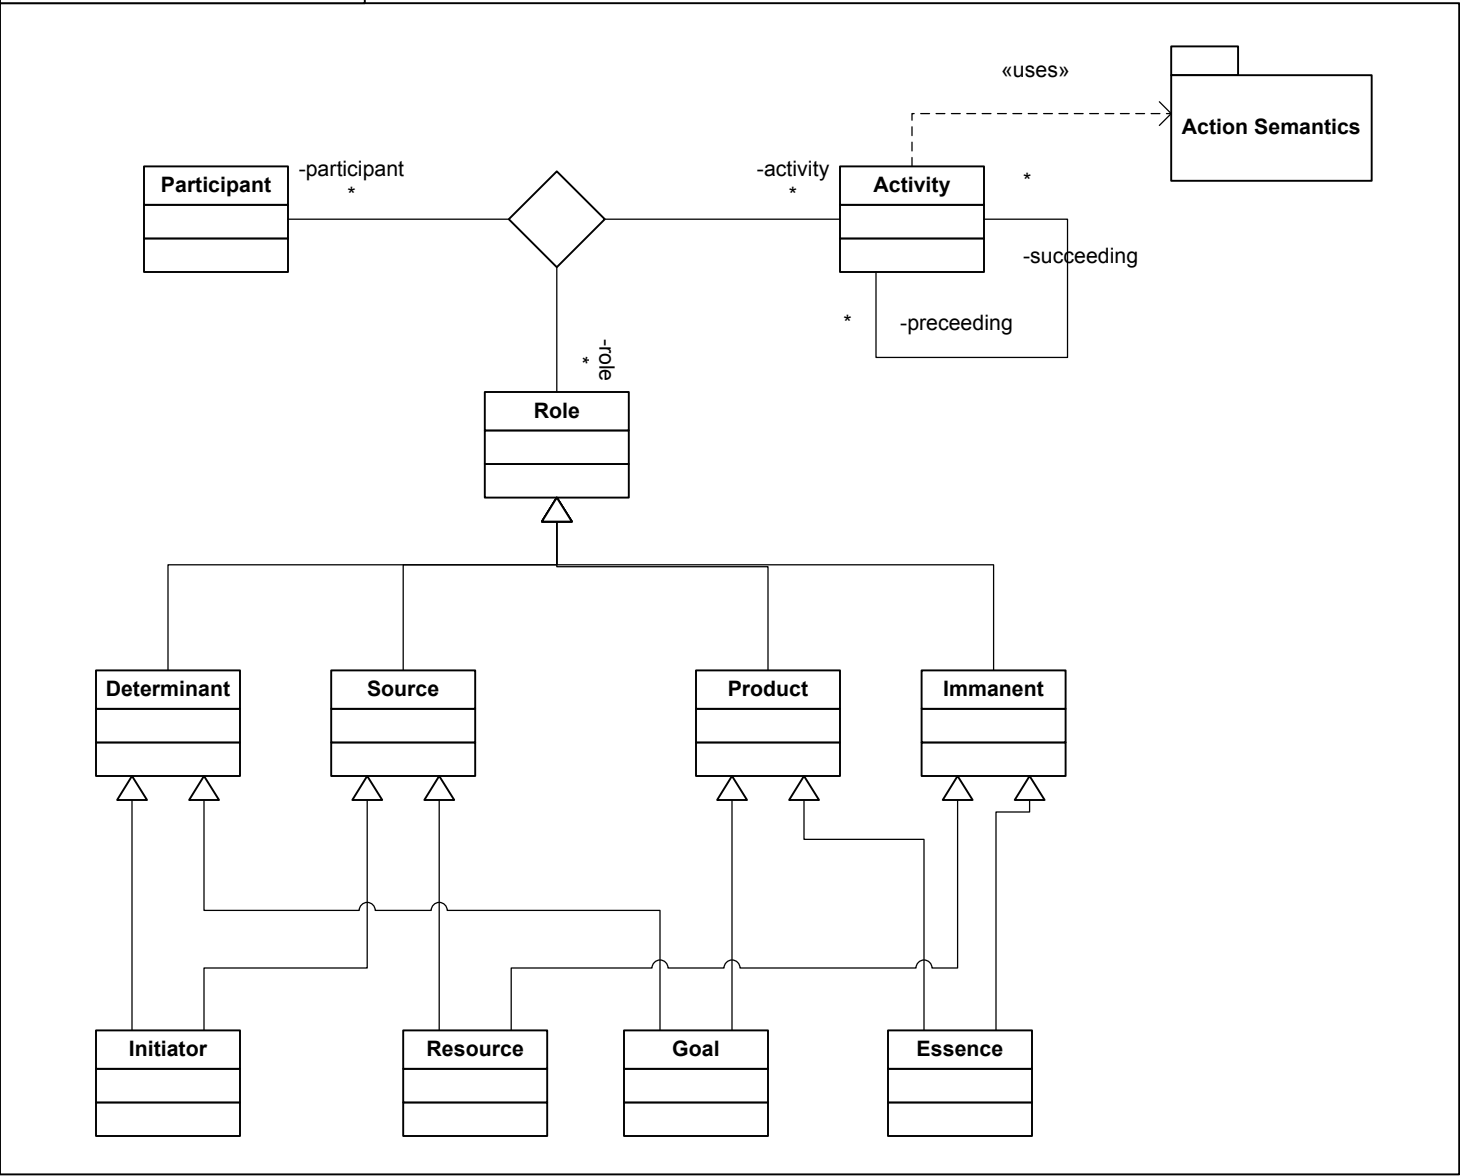 «uses»
Action Semantics
Participant
-participant
*
-activity
*
Activity
*
-succeeding
*
-preceeding
-role
*
Role
Determinant
Source
Product
Immanent
Initiator
Resource
Goal
Essence